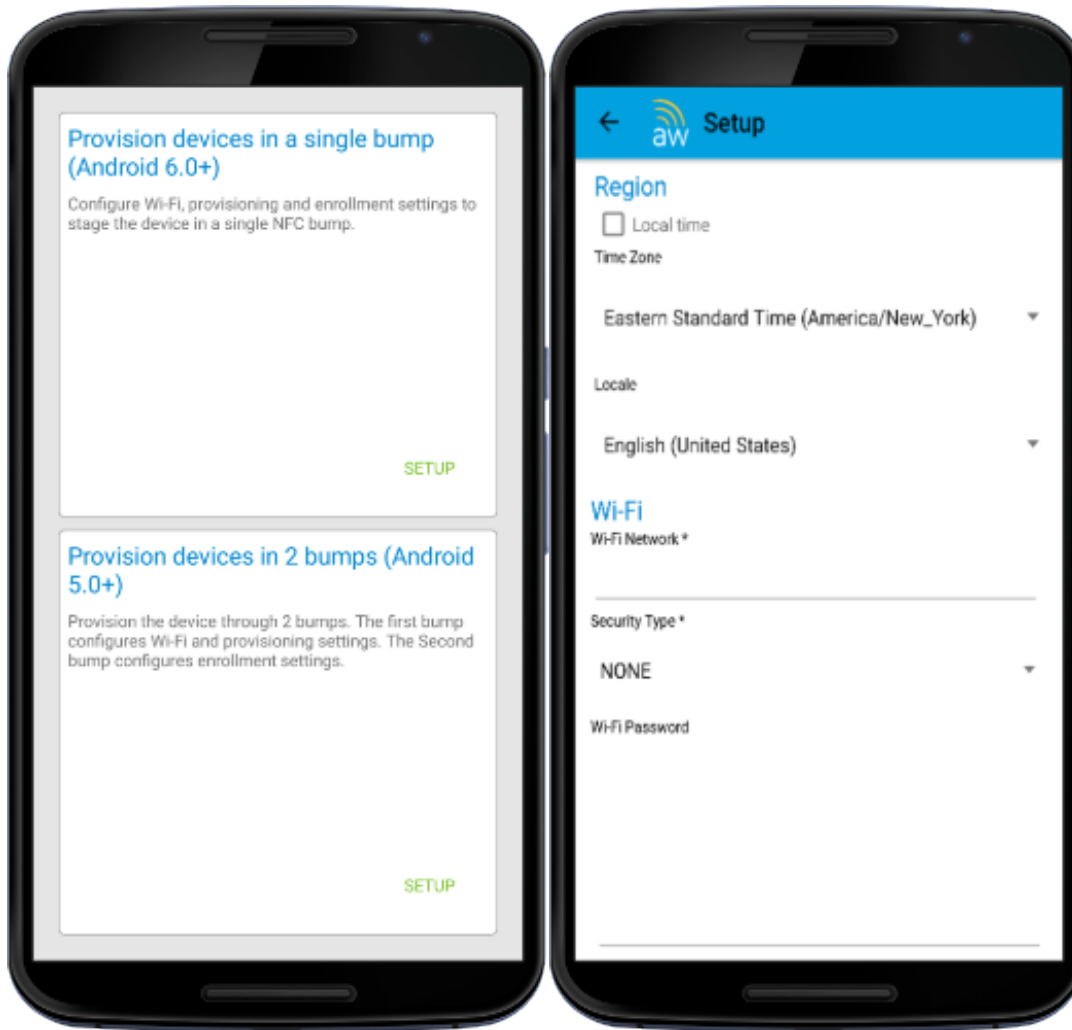 Provision devices in a single bump
(Android 6.0+)
Configure Wi-Fi, provisioning and enrollment settings to
stage the device in a single NFC bump.
SETUP
Provision devices in 2 bumps (Android
5.0+)
Provision the device through 2 bumps. The first bump
configures Wi-Fi and provisioning settings. The Second
bump configures enrollment settings.
SETUP
aw Setup
Region
Local time
Time Zone
Eastern Standard Time (America/New_York)
Locale
English (United States)
Wi-Fi
Wi-Fi Network *
Security Type *
NONE
Wi-Fi Password